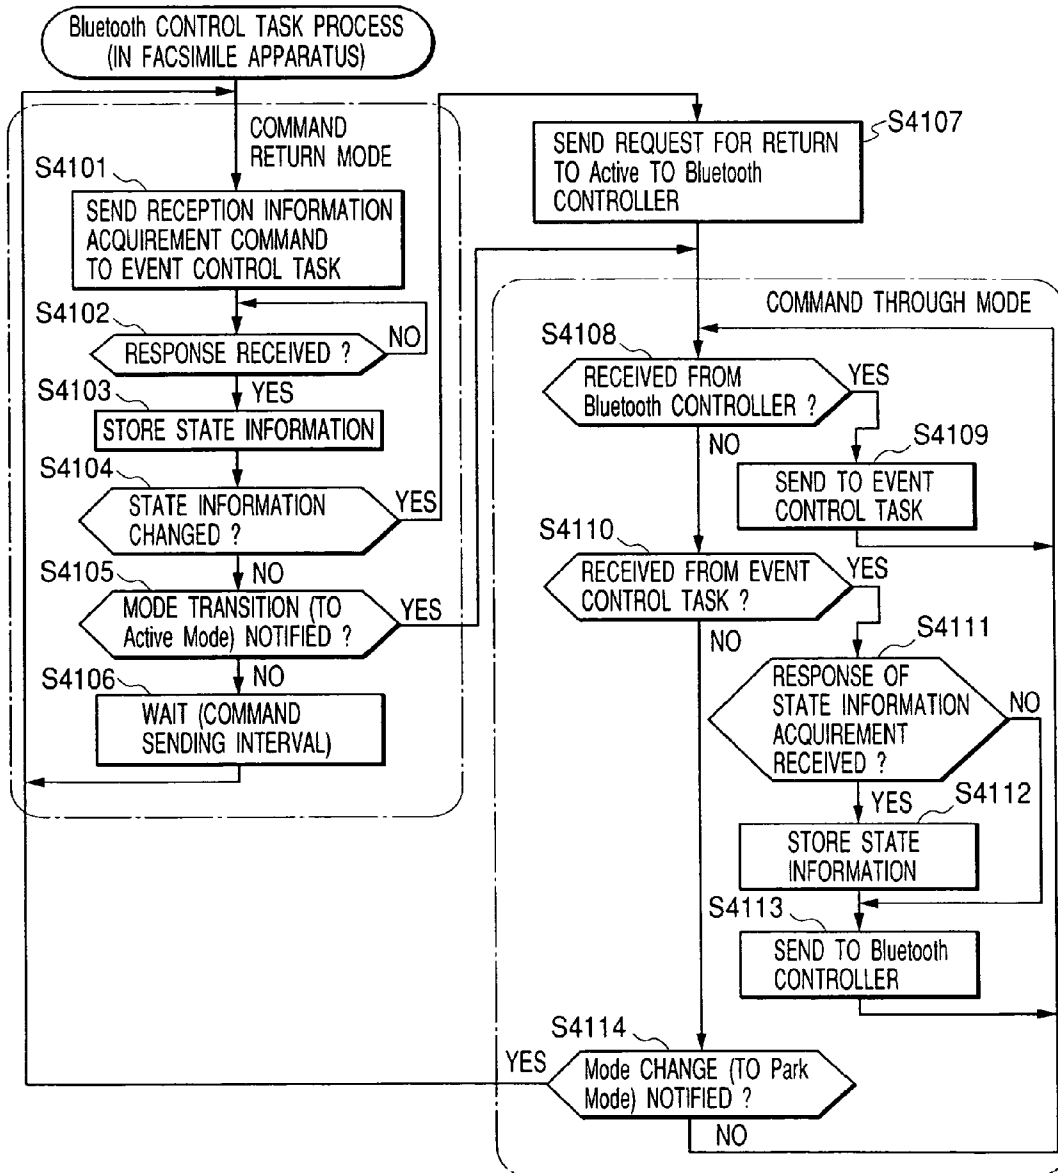 Bluetooth CONTROL TASK PROCESS
(IN FACSIMILE APPARATUS)
COMMAND
RETURN MODE
S4101
SEND RECEPTION INFORMATION
ACQUIREMENT COMMAND
TO EVENT CONTROL TASK
S4102
RESPONSE RECEIVED ?
NO
YES
S4103
STORE STATE INFORMATION
S4104
STATE INFORMATION
CHANGED ?
YES
NO
S4105
MODE TRANSITION (TO
Active Mode) NOTIFIED ?
YES
NO
S4106
WAIT (COMMAND
SENDING INTERVAL)
S4107
SEND REQUEST FOR RETURN
TO Active TO Bluetooth
CONTROLLER
COMMAND THROUGH MODE
S4108
RECEIVED FROM
Bluetooth CONTROLLER ?
YES
NO
S4109
SEND TO EVENT
CONTROL TASK
S4110
RECEIVED FROM EVENT
CONTROL TASK ?
YES
NO
S4111
RESPONSE OF
STATE INFORMATION
ACQUIREMENT
RECEIVED ?
NO
YES
S4112
STORE STATE
INFORMATION
S4113
SEND TO Bluetooth
CONTROLLER
S4114
Mode CHANGE (TO Park
Mode) NOTIFIED ?
YES
NO